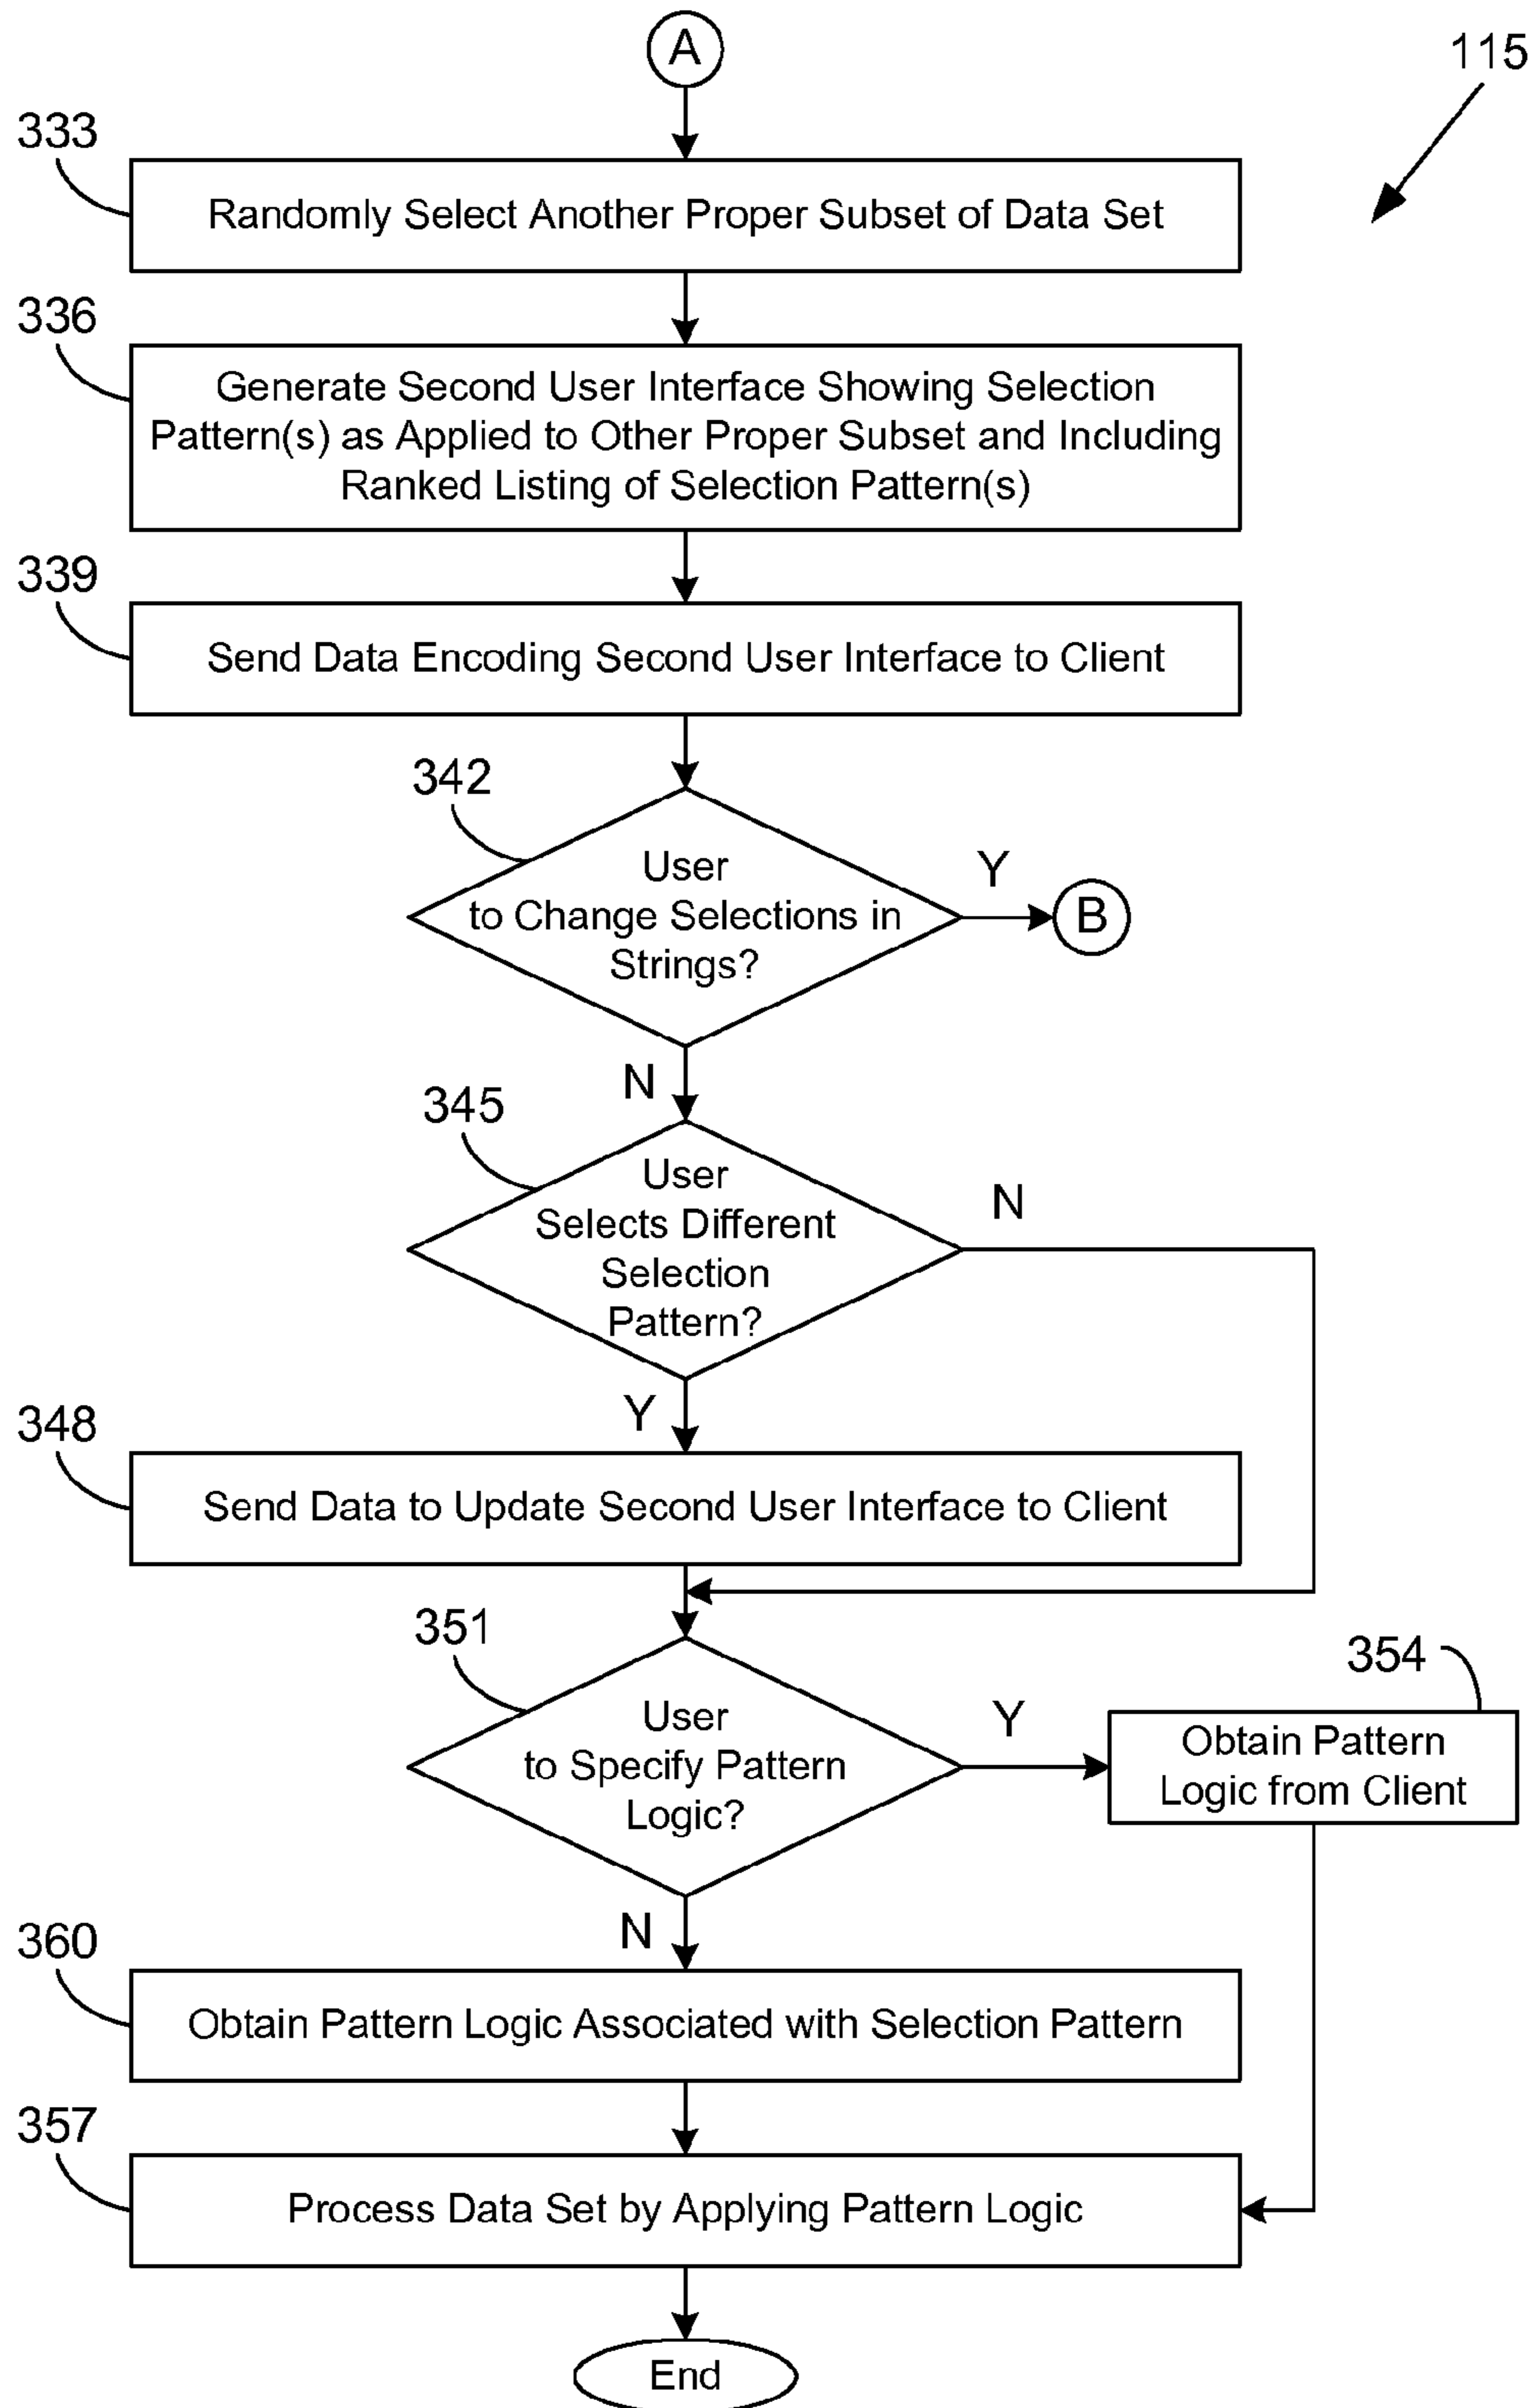 A
115
333
Randomly Select Another Proper Subset of Data Set
336
Generate Second User Interface Showing Selection
Pattern(s) as Applied to Other Proper Subset and Including
Ranked Listing of Selection Pattern(s)
339
Send Data Encoding Second User Interface to Client
342
User
to Change Selections in
Strings?
Y
B
N
345
User
Selects Different
Selection
Pattern?
N
Y
348
Send Data to Update Second User Interface to Client
351
User
to Specify Pattern
Logic?
Y
354
Obtain Pattern
Logic from Client
N
360
Obtain Pattern Logic Associated with Selection Pattern
357
Process Data Set by Applying Pattern Logic
End